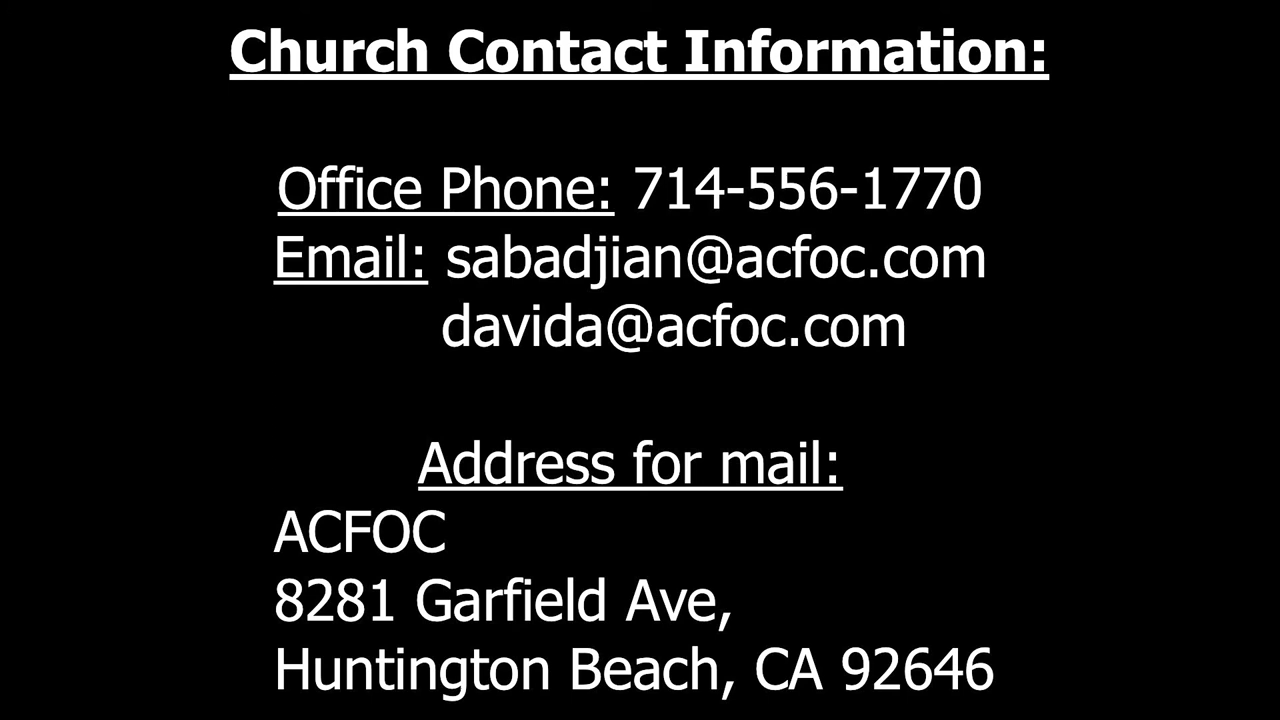 Church Contact Information:
Office Phone: 714-556-1770
Email: sabadjian@acfoc.com
davida@acfoc.com
Address for mail:
ACFOC
8281 Garfield Ave,
Huntington Beach, CA 92646